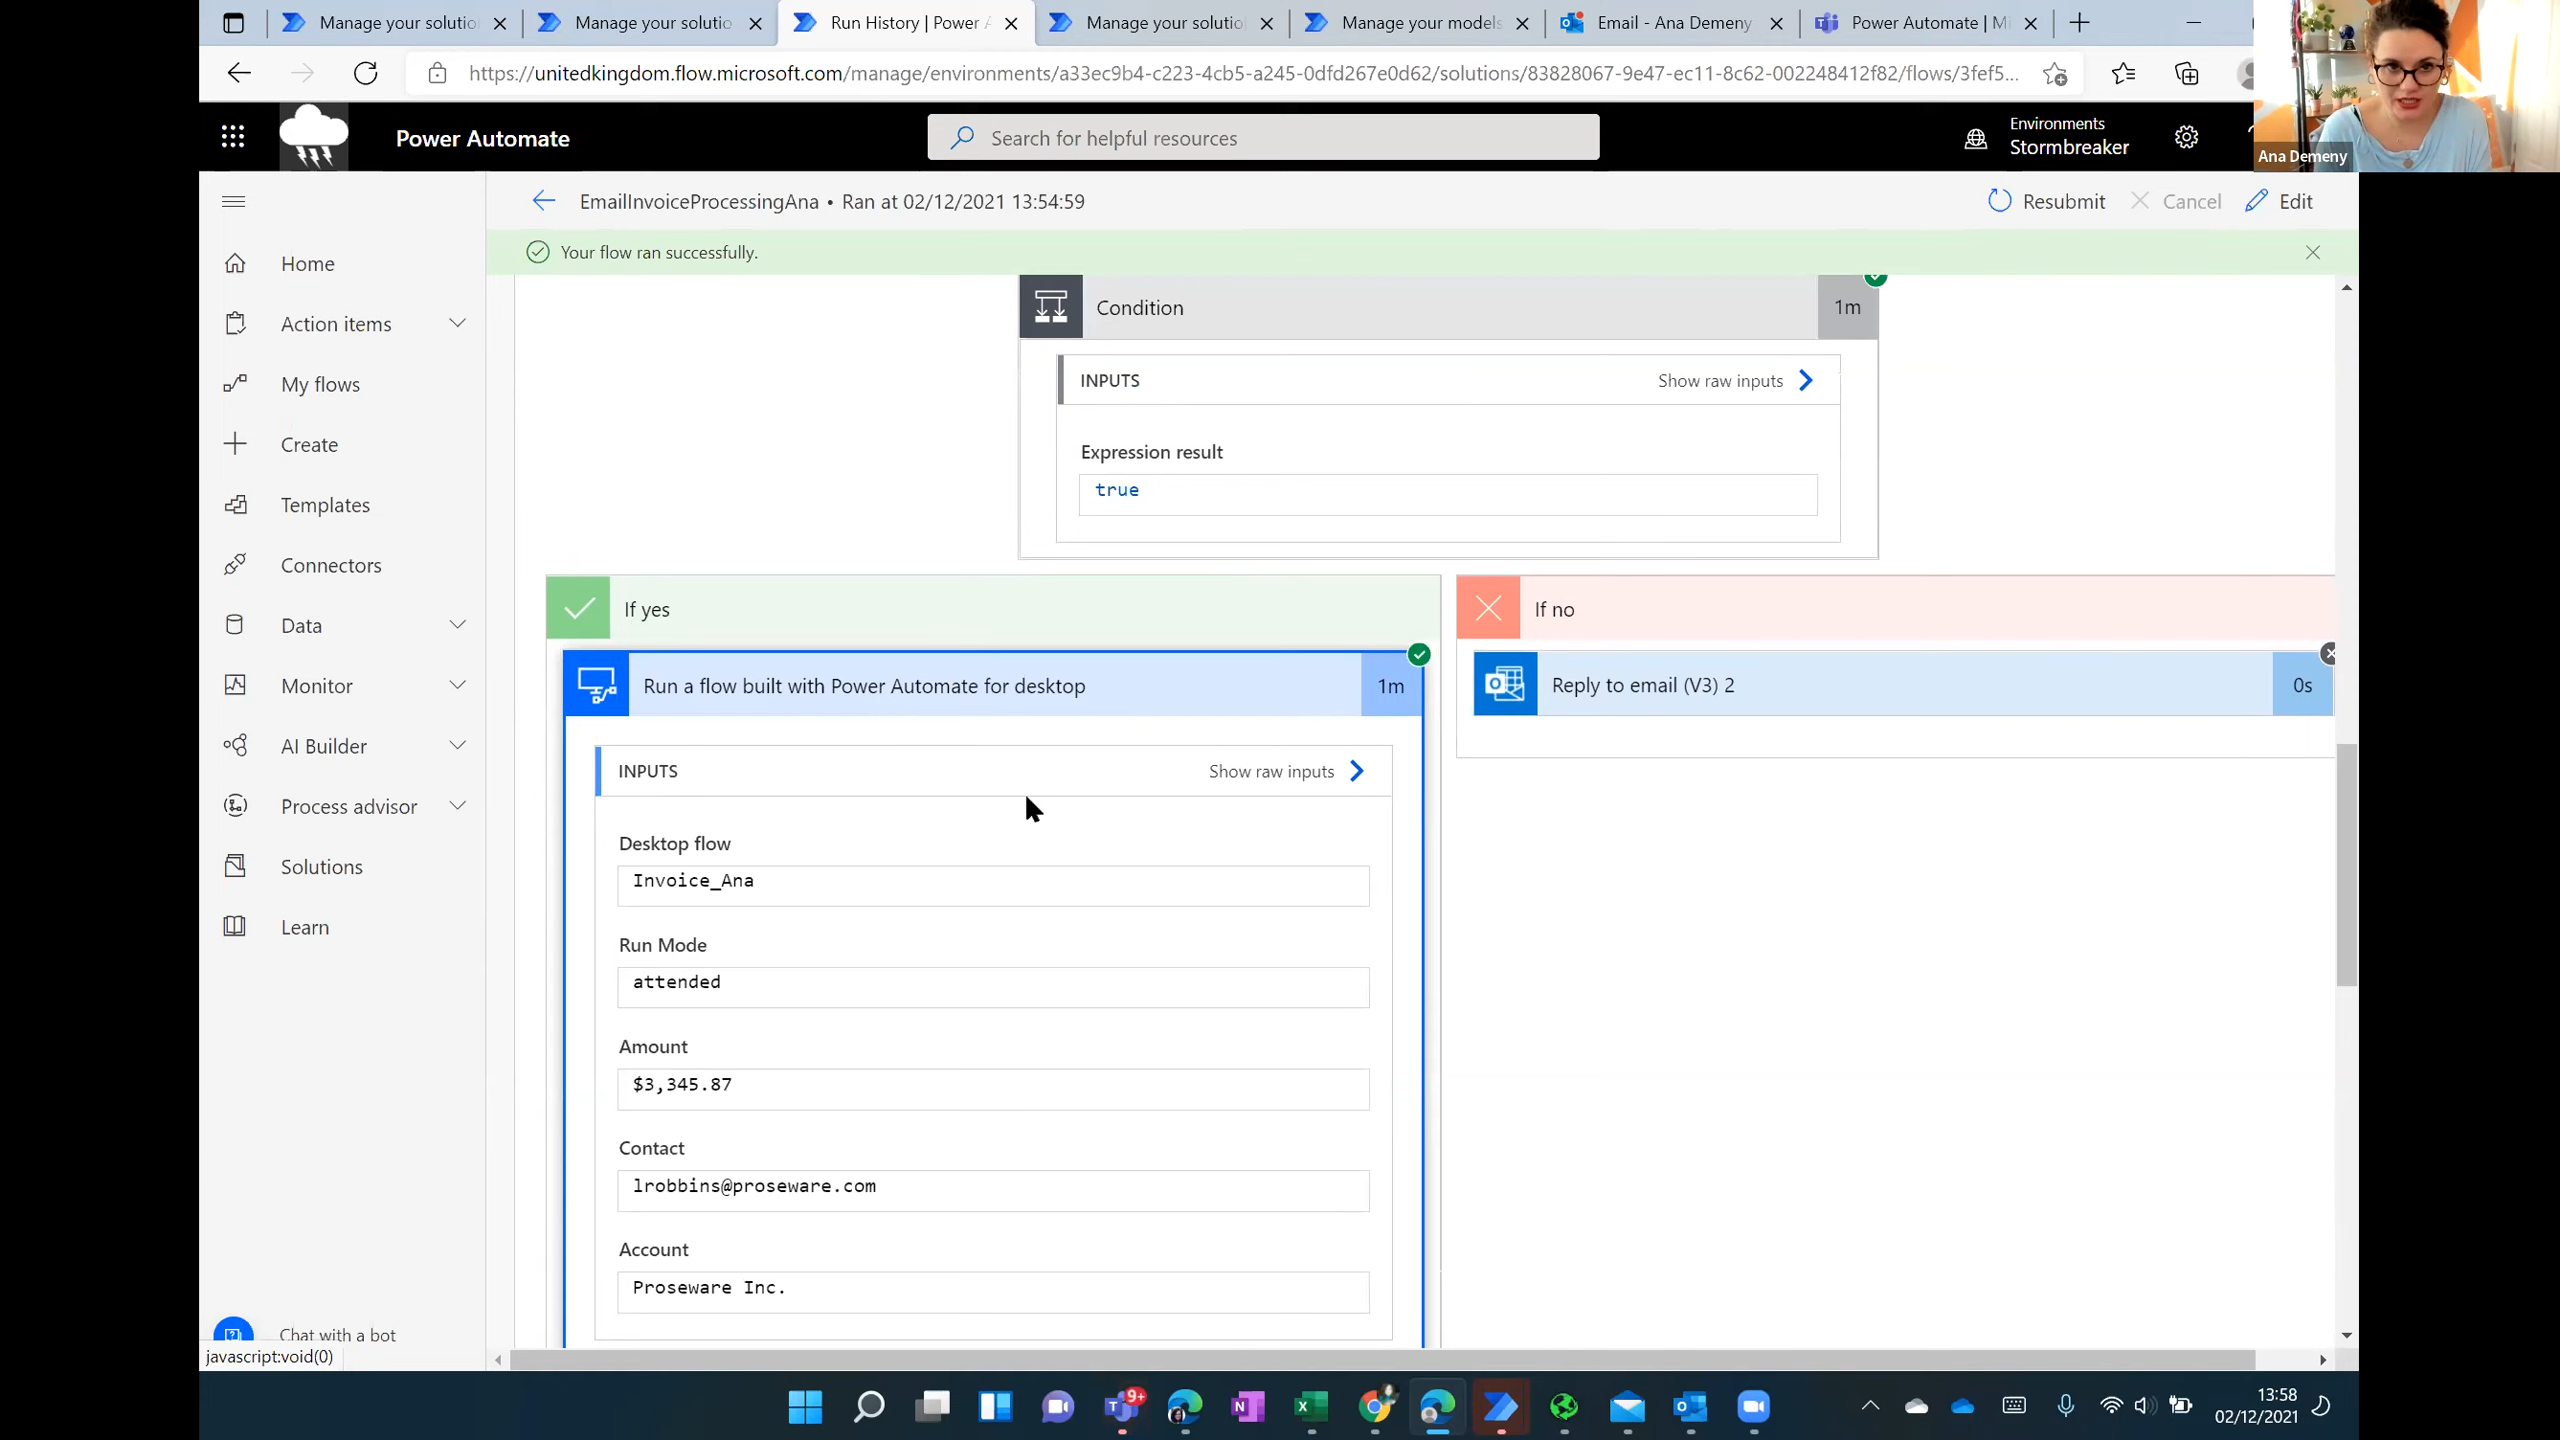 Manage your solutio
Manage your solutio
Run History | Power A
Manage your solutio
Manage your models
Email - Ana Demeny
Power Automate | Mi
https://unitedkingdom.flow.microsoft.com/manage/environments/a33ec9b4-c223-4cb5-a245-0dfd267e0d62/solutions/83828067-9e47-ec11-8c62-002248412f82/flows/3fef5...
Power Automate
Search for helpful resources
Environments
Stormbreaker
Ana Demeny
EmailInvoiceProcessingAna • Ran at 02/12/2021 13:54:59
Resubmit
Cancel
Edit
Your flow ran successfully.
Home
Action items
My flows
Create
Templates
Connectors
Data
Monitor
AI Builder
Process advisor
Solutions
Learn
Chat with a bot
javascript:void(0)
Condition
1m
INPUTS
Show raw inputs
Expression result
true
If yes
If no
Run a flow built with Power Automate for desktop
1m
Reply to email (V3) 2
0s
INPUTS
Show raw inputs
Desktop flow
Invoice_Ana
Run Mode
attended
Amount
$3,345.87
Contact
lrobbins@proseware.com
Account
Proseware Inc.
9+
13:58
02/12/2021